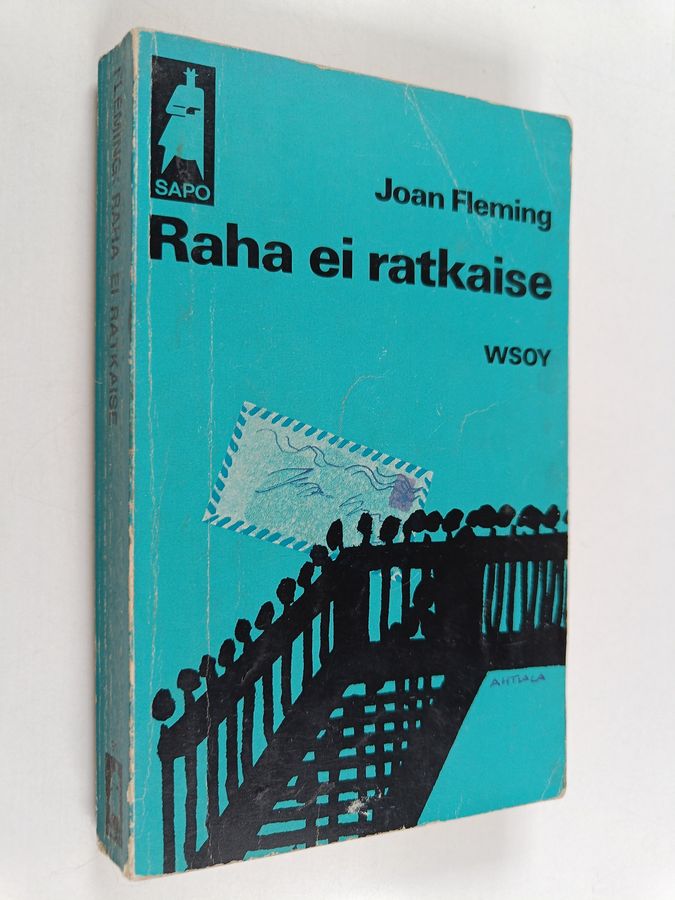 SAPO
Joan Fleming
Raha ei ratkaise
WSOY
AHTIALA
FLEMING: RAHA EI RATKAISE